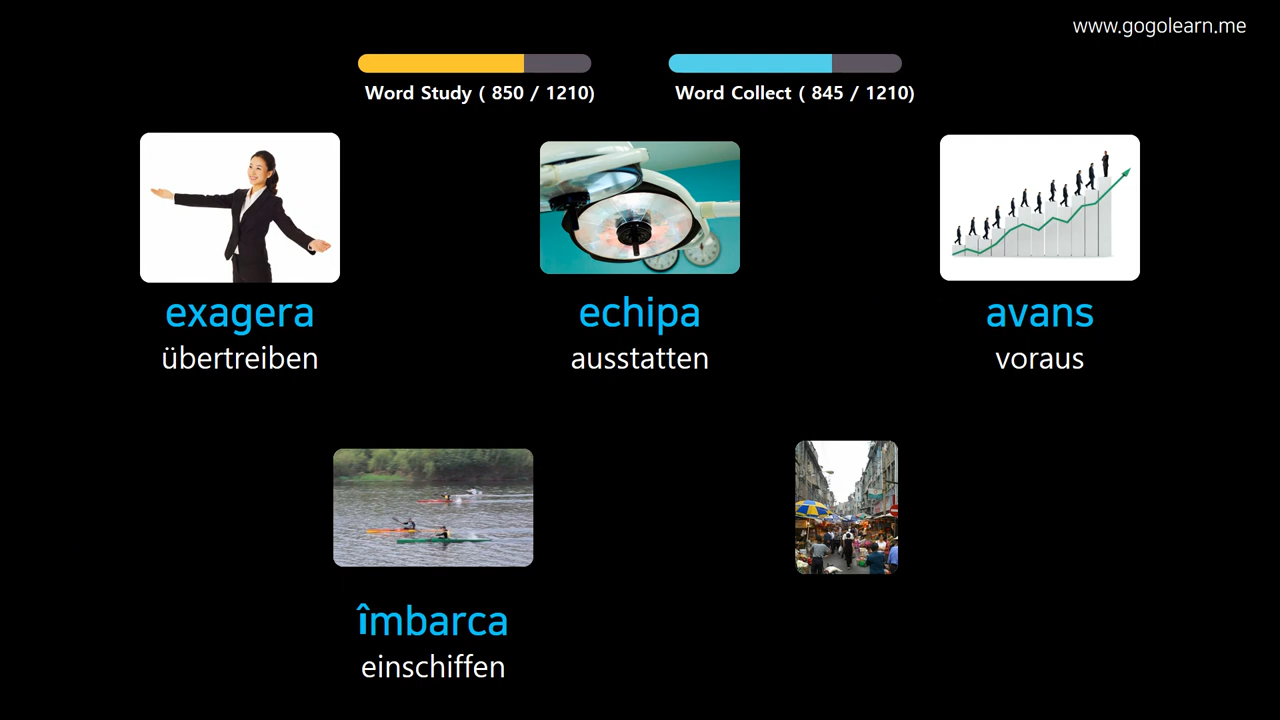 www.gogolearn.me
Word Study ( 850 / 1210)
Word Collect ( 845 / 1210)
exagera
übertreiben
echipa
ausstatten
avans
voraus
îmbarca
einschiffen